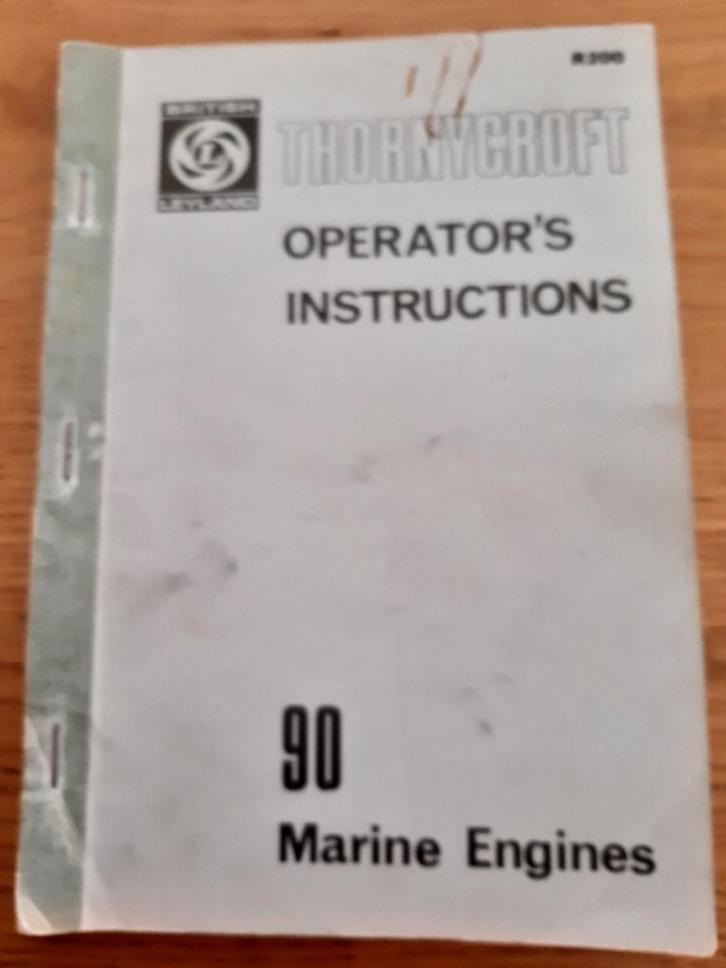 R200
BRITISH
L
LEYLAND
THORNYCROFT
OPERATOR'S
INSTRUCTIONS
90
Marine Engines